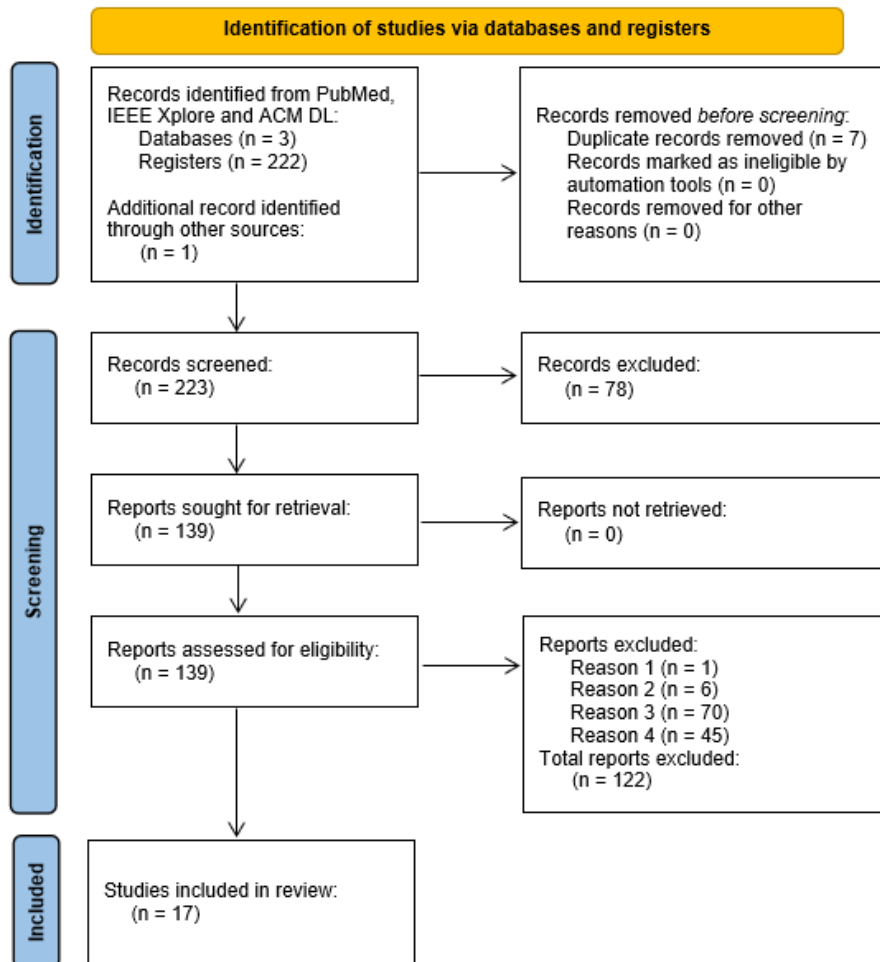 Identification of studies via databases and registers
Identification
Records identified from PubMed,
IEEE Xplore and ACM DL:
Databases (n = 3)
Registers (n = 222)
Additional record identified
through other sources:
(n = 1)
Records removed before screening:
Duplicate records removed (n = 7)
Records marked as ineligible by
automation tools (n = 0)
Records removed for other
reasons (n = 0)
Screening
Records screened:
(n = 223)
Records excluded:
(n = 78)
Reports sought for retrieval:
(n = 139)
Reports not retrieved:
(n = 0)
Reports assessed for eligibility:
(n = 139)
Reports excluded:
Reason 1 (n = 1)
Reason 2 (n = 6)
Reason 3 (n = 70)
Reason 4 (n = 45)
Total reports excluded:
(n = 122)
Included
Studies included in review:
(n = 17)